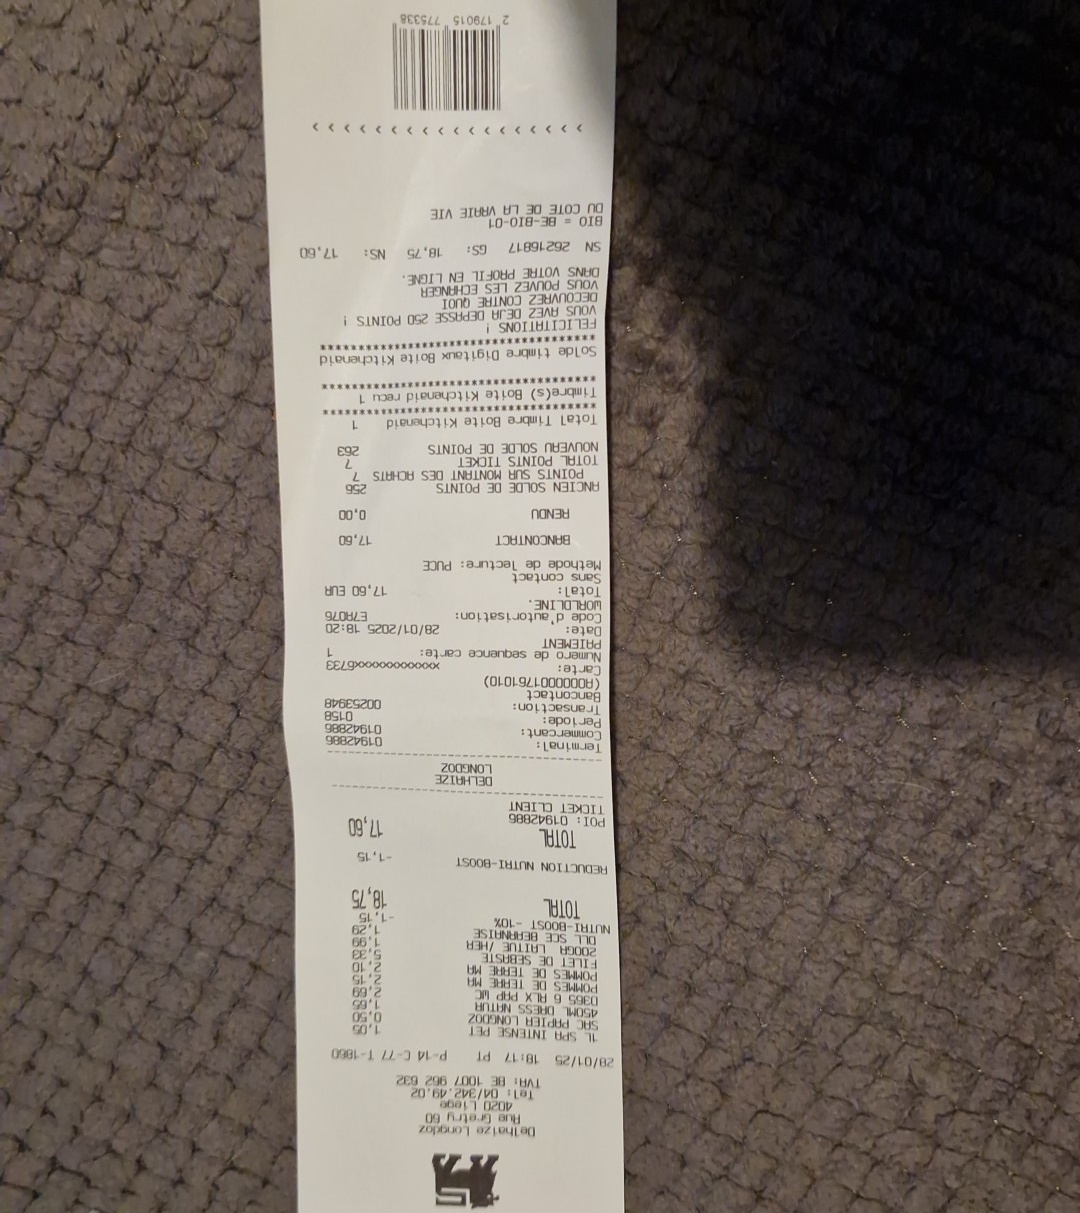 Delhaize Longdoz
Rue Gretry 60
4020 Liege
Tel: 04/342.49.02
TVA: BE 1007 962 632
28/01/25 18:17 PT P-14 C-77 T-1860
1L SPA INTENSE PET 1,05
SAC PAPIER LONGDOZ 0,50
450ML DRESS NATUR 1,65
0365 6 RLX PAP WC 2,69
POMMES DE TERRE MA 2,15
POMMES DE TERRE MA 2,10
FILET DE SEBASTE 5,33
200GR LAITUE /HER 1,99
DLL SCE BEARNAISE 1,29
NUTRI-BOOST -10% -1,15
TOTAL 18,75
REDUCTION NUTRI-BOOST -1,15
TOTAL 17,60
POI: 01942886
TICKET CLIENT
DELHAIZE
LONGDOZ
Terminal: 01942886
Commercant: 01942886
Periode: 0158
Transaction: 00253948
Bancontact
(A0000001761010)
Carte: xxxxxxxxxxxxx6733
Numero de sequence carte: 1
PAIEMENT
Date: 28/01/2025 18:20
Code d'autorisation: E7A076
WORLDLINE.
Total: 17,60 EUR
Sans contact
Methode de lecture: PUCE
BANCONTACT 17,60
RENDU 0,00
ANCIEN SOLDE DE POINTS 256
POINTS SUR MONTANT DES ACHATS 7
TOTAL POINTS TICKET 7
NOUVEAU SOLDE DE POINTS 263
Total Timbre Boite Kitchenaid 1
****************************************
Timbre(s) Boite Kitchenaid recu 1
****************************************
Solde timbre Digitaux Boite Kitchenaid
****************************************
FELICITATIONS !
VOUS AVEZ DEJA DEPASSE 250 POINTS !
DECOUVREZ CONTRE QUOI
VOUS POUVEZ LES ECHANGER
DANS VOTRE PROFIL EN LIGNE.
SN 26216817 GS: 18,75 NS: 17,60
BIO = BE-BIO-01
DU COTE DE LA VRAIE VIE
> > > > > > > > > > > > > > > > > >
2 179015 775338